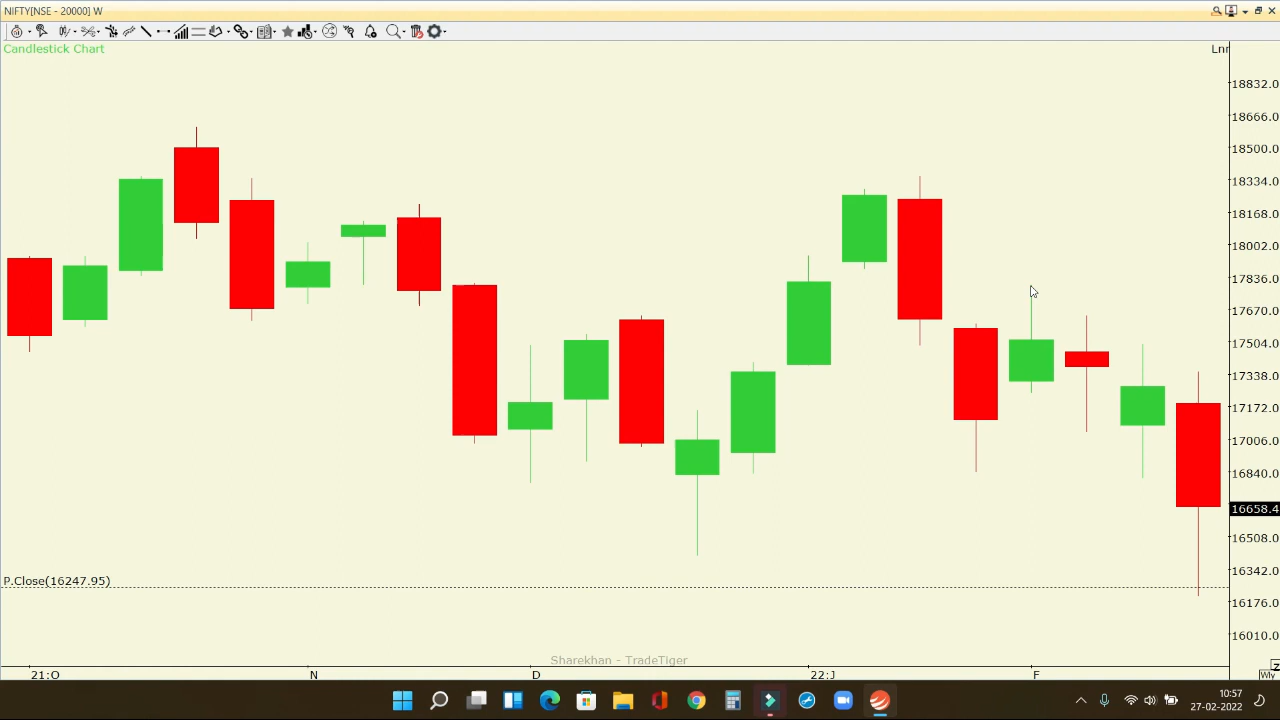 NIFTY[NSE - 20000] W
Candlestick Chart
Lnr
18832.0
18666.0
18500.0
18334.0
18168.0
18002.0
17836.0
17670.0
17504.0
17338.0
17172.0
17006.0
16840.0
16658.4
16508.0
16342.0
P.Close(16247.95)
16176.0
16010.0
Sharekhan - TradeTiger
21:O N D 22:J F
Wly
10:57
27-02-2022